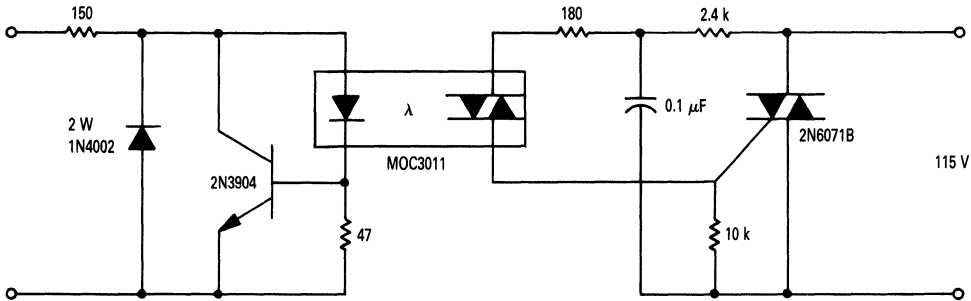 150
180
2.4 k
λ
0.1 μF
2 W
1N4002
2N6071B
MOC3011
115 V
2N3904
47
10 k